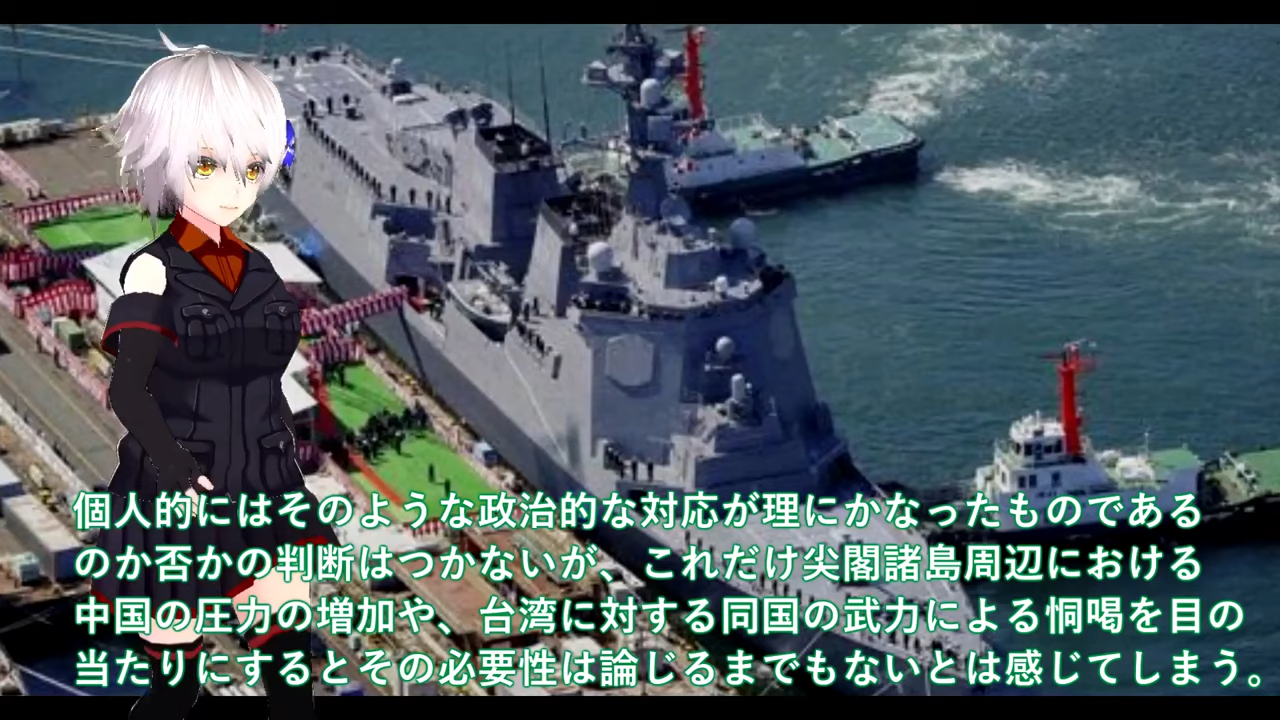 個人的にはそのような政治的な対応が理にかなったものである
のか否かの判断はつかないが、これだけ尖閣諸島周辺における
中国の圧力の増加や、台湾に対する同国の武力による恫喝を目の
当たりにするとその必要性は論じるまでもないとは感じてしまう。